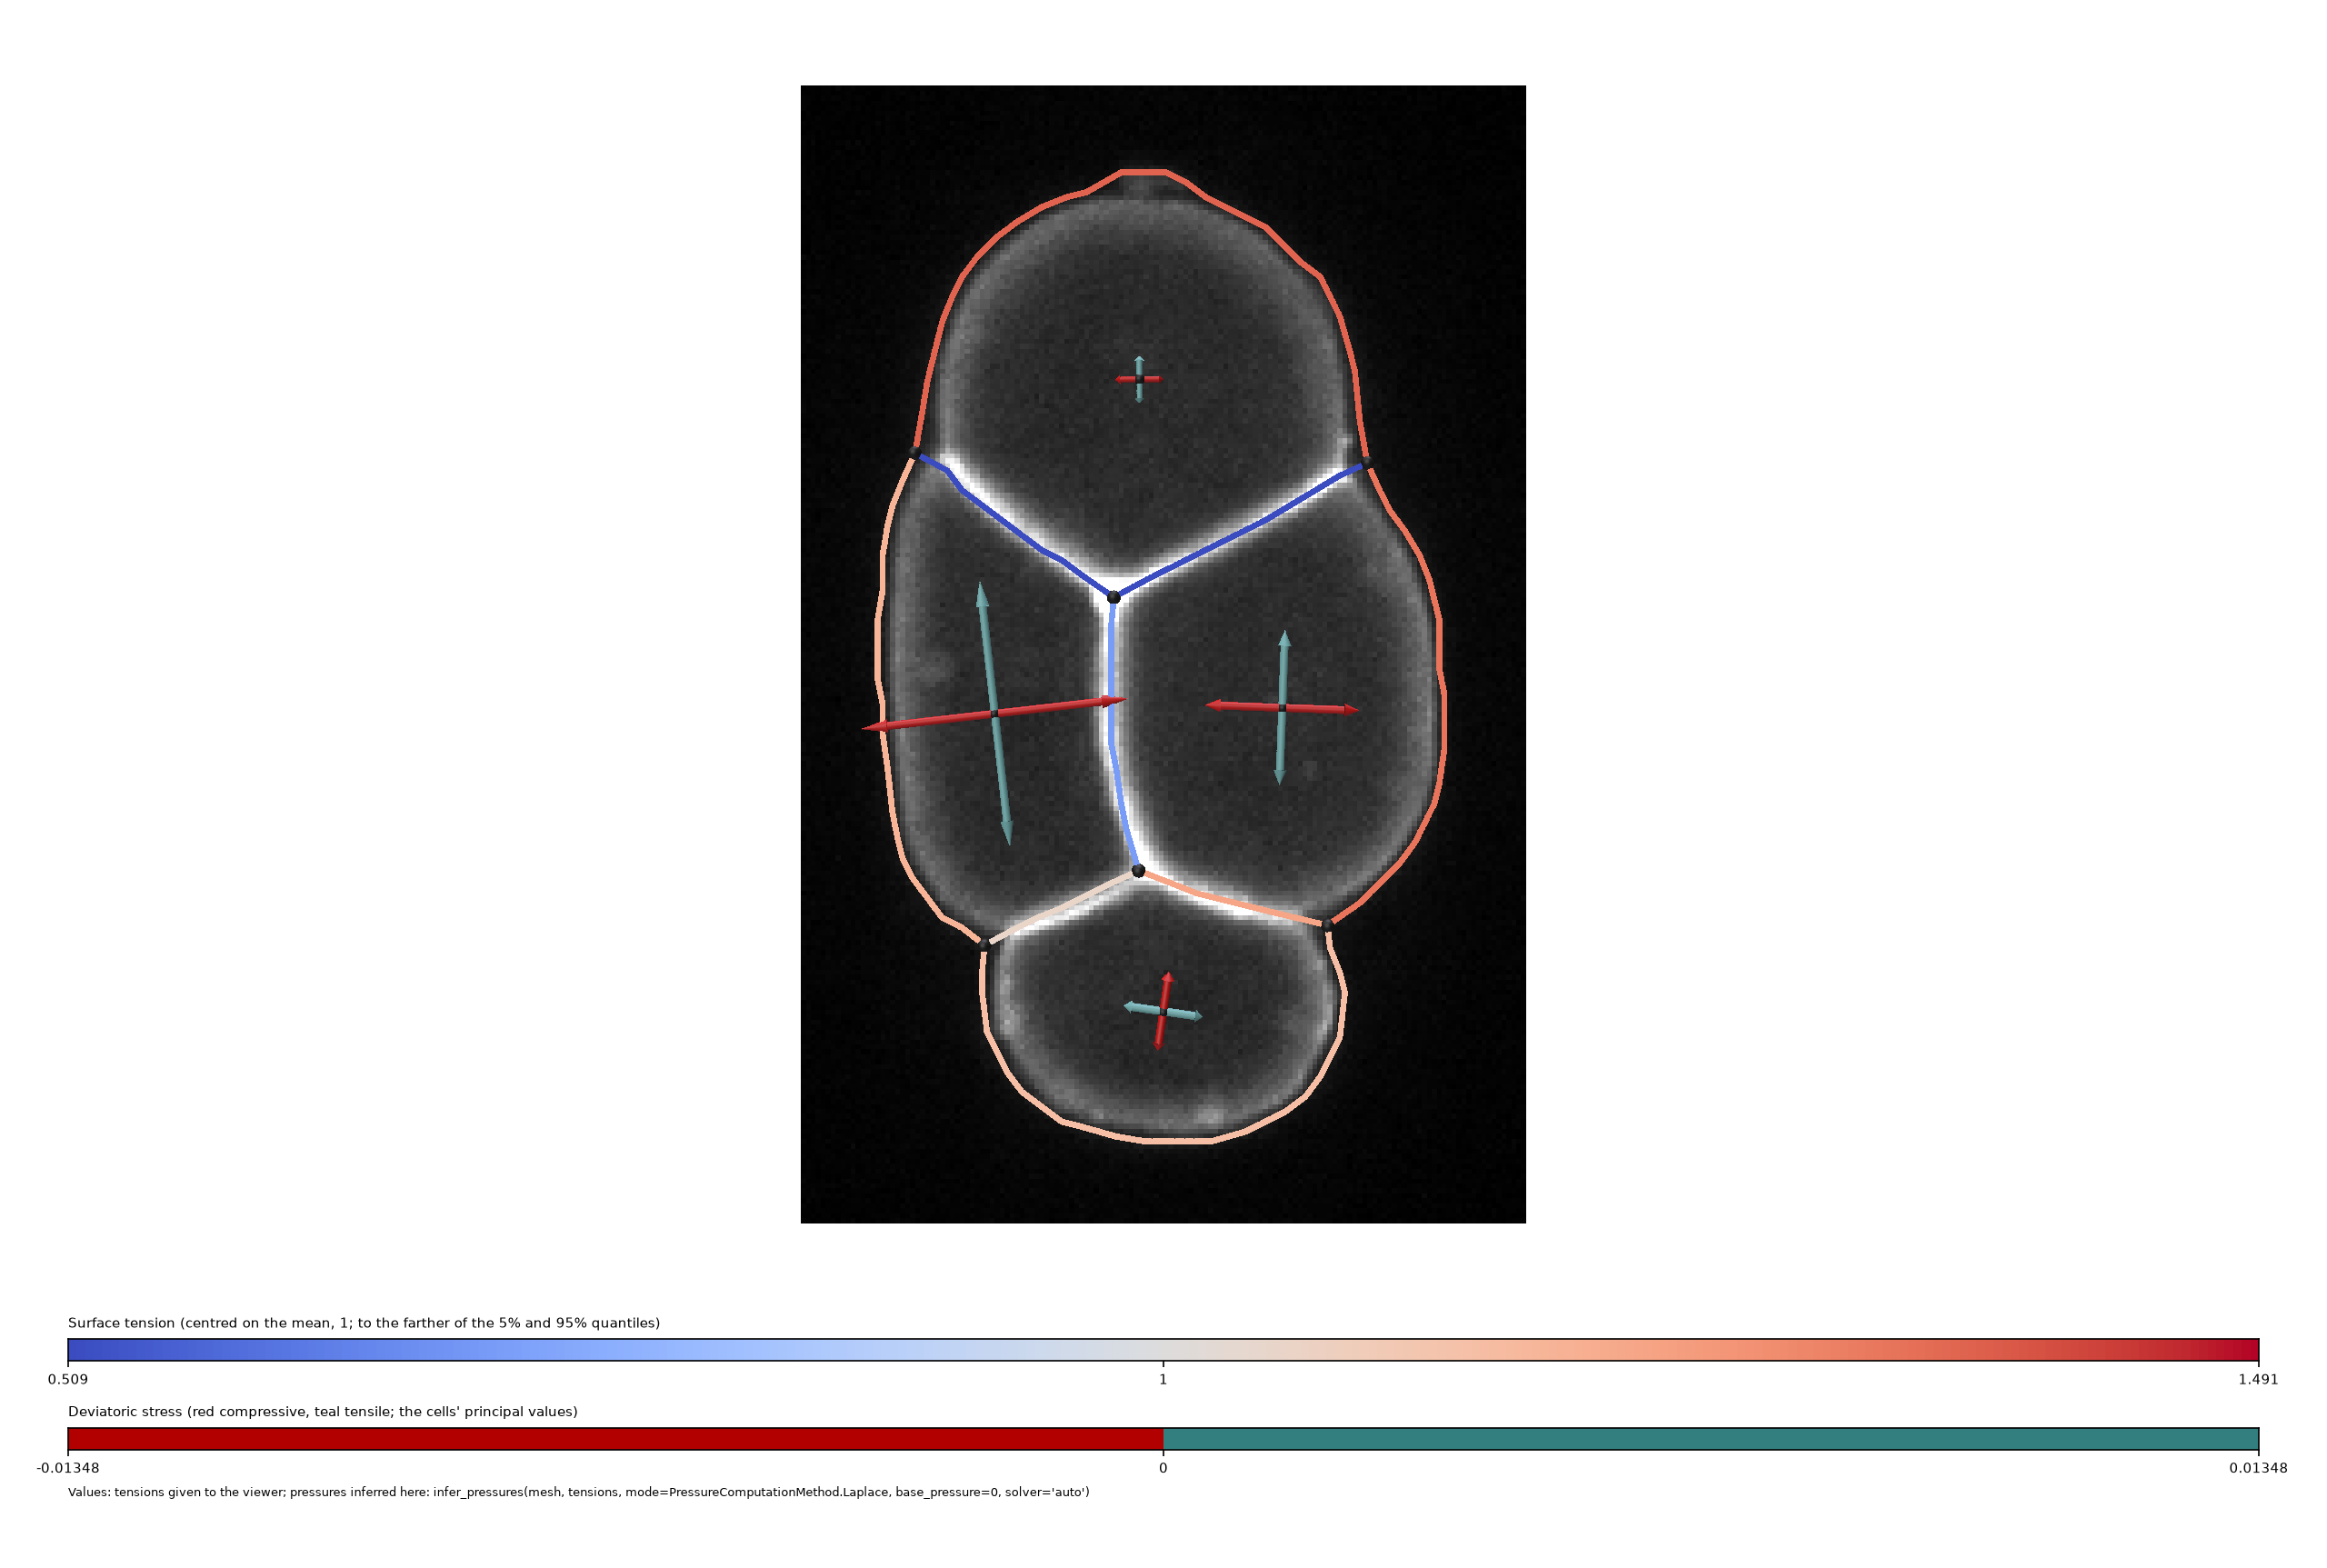 Surface tension (centred on the mean, 1; to the farther of the 5% and 95% quantiles)
0.509 1 1.491
Deviatoric stress (red compressive, teal tensile; the cells' principal values)
-0.01348 0 0.01348
Values: tensions given to the viewer; pressures inferred here: infer_pressures(mesh, tensions, mode=PressureComputationMethod.Laplace, base_pressure=0, solver='auto')